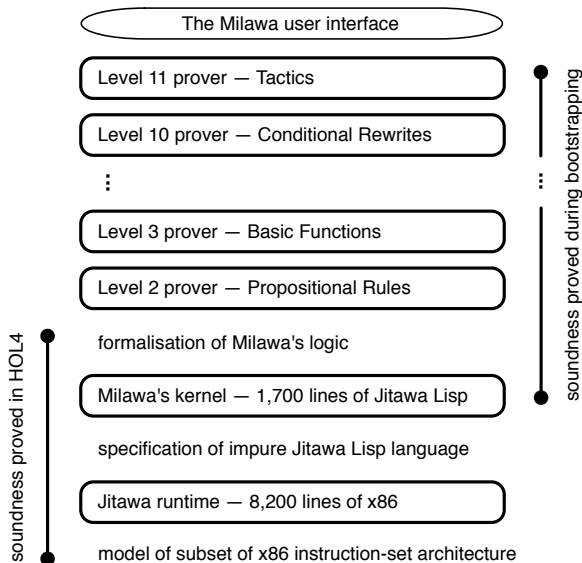 The Milawa user interface
Level 11 prover — Tactics
Level 10 prover — Conditional Rewrites
...
Level 3 prover — Basic Functions
Level 2 prover — Propositional Rules
formalisation of Milawa's logic
Milawa's kernel — 1,700 lines of Jitawa Lisp
specification of impure Jitawa Lisp language
Jitawa runtime — 8,200 lines of x86
model of subset of x86 instruction-set architecture
soundness proved in HOL4
soundness proved during bootstrapping
...